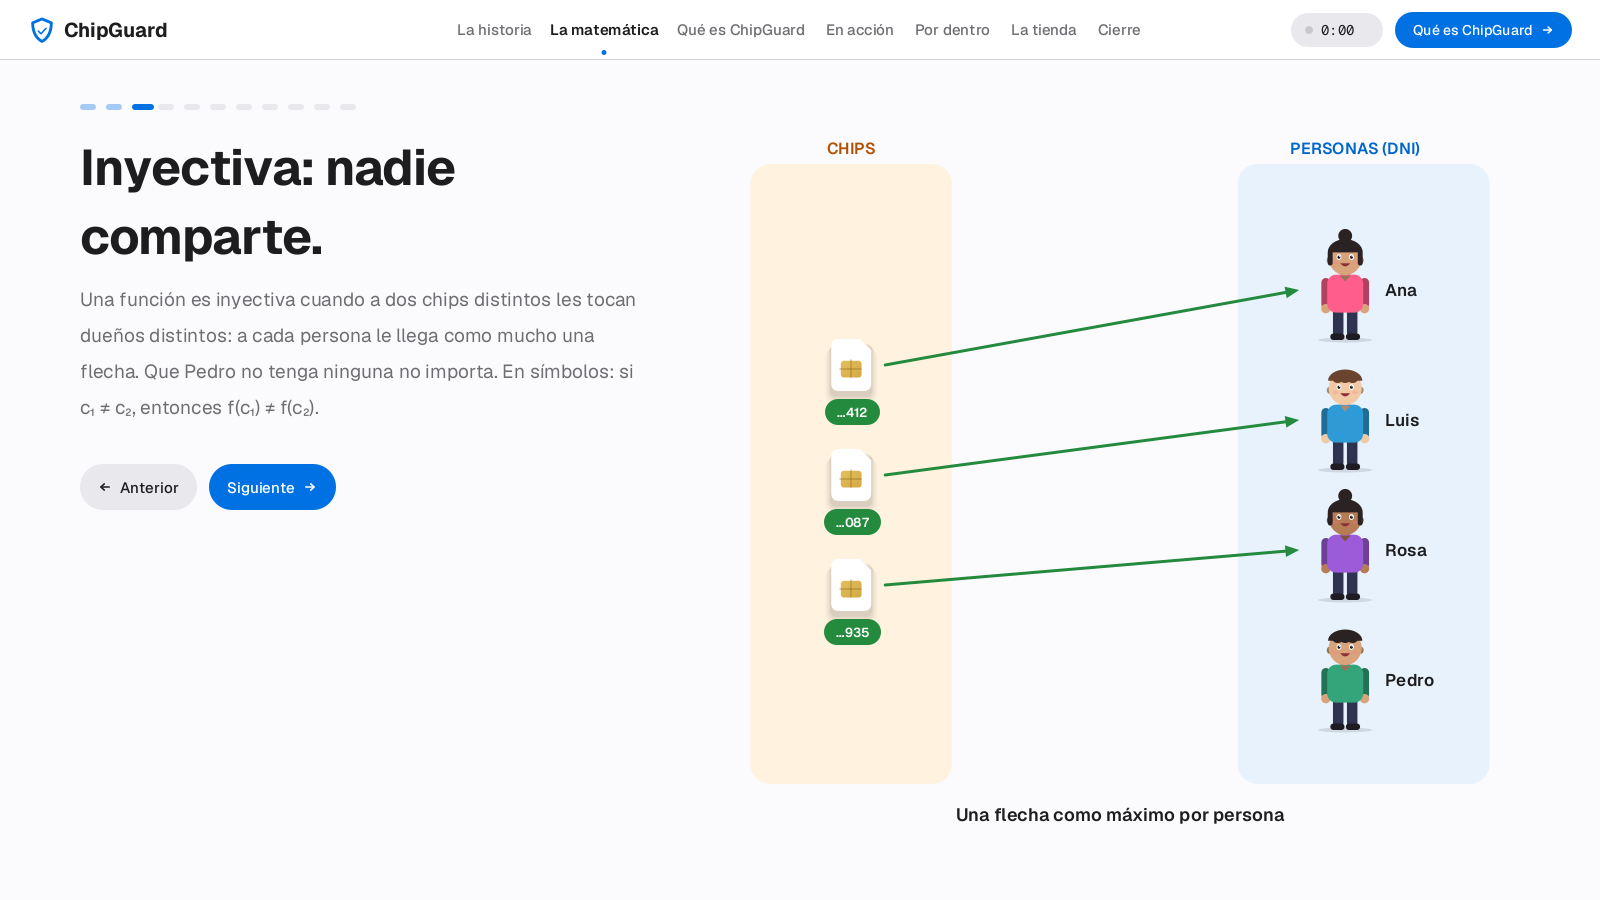 ChipGuard
La historia
La matemática
Qué es ChipGuard
En acción
Por dentro
La tienda
Cierre
0:00
Qué es ChipGuard →
Inyectiva: nadie
comparte.
Una función es inyectiva cuando a dos chips distintos les tocan
dueños distintos: a cada persona le llega como mucho una
flecha. Que Pedro no tenga ninguna no importa. En símbolos: si
c₁ ≠ c₂, entonces f(c₁) ≠ f(c₂).
← Anterior
Siguiente →
CHIPS
…412
…087
…935
PERSONAS (DNI)
Ana
Luis
Rosa
Pedro
Una flecha como máximo por persona